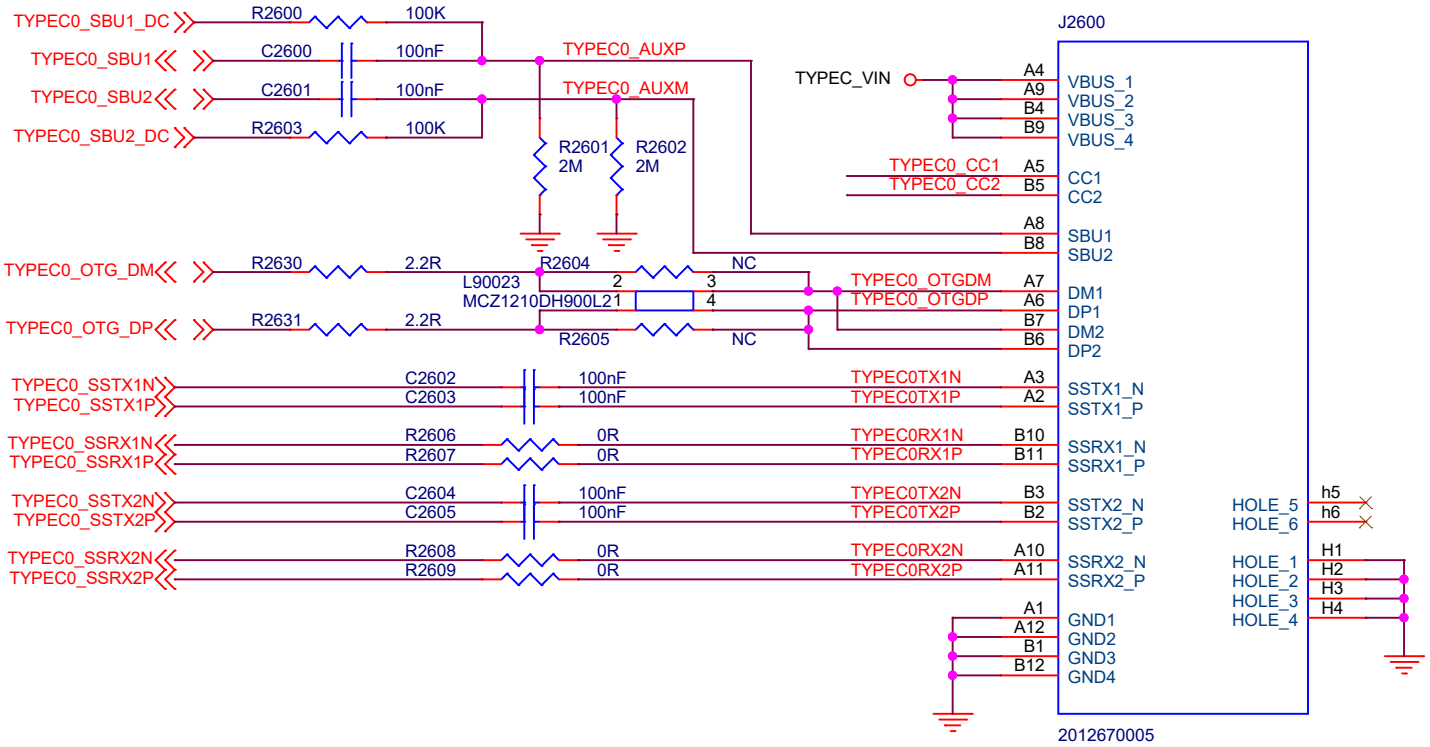 TYPEC0_SBU1_DC R2600 100K
TYPEC0_SBU1 C2600 100nF TYPEC0_AUXP
TYPEC0_SBU2 C2601 100nF TYPEC0_AUXM
TYPEC0_SBU2_DC R2603 100K
R2601 2M
R2602 2M
TYPEC0_OTG_DM R2630 2.2R R2604 NC
L90023 2 3
MCZ1210DH900L2 1 4
TYPEC0_OTG_DP R2631 2.2R R2605 NC
TYPEC0_OTGDM
TYPEC0_OTGDP
TYPEC0_SSTX1N C2602 100nF TYPEC0TX1N
TYPEC0_SSTX1P C2603 100nF TYPEC0TX1P
TYPEC0_SSRX1N R2606 0R TYPEC0RX1N
TYPEC0_SSRX1P R2607 0R TYPEC0RX1P
TYPEC0_SSTX2N C2604 100nF TYPEC0TX2N
TYPEC0_SSTX2P C2605 100nF TYPEC0TX2P
TYPEC0_SSRX2N R2608 0R TYPEC0RX2N
TYPEC0_SSRX2P R2609 0R TYPEC0RX2P
J2600
TYPEC_VIN
A4 VBUS_1
A9 VBUS_2
B4 VBUS_3
B9 VBUS_4
TYPEC0_CC1 A5 CC1
TYPEC0_CC2 B5 CC2
A8 SBU1
B8 SBU2
A7 DM1
A6 DP1
B7 DM2
B6 DP2
A3 SSTX1_N
A2 SSTX1_P
B10 SSRX1_N
B11 SSRX1_P
B3 SSTX2_N
B2 SSTX2_P
A10 SSRX2_N
A11 SSRX2_P
A1 GND1
A12 GND2
B1 GND3
B12 GND4
HOLE_5 h5
HOLE_6 h6
HOLE_1 H1
HOLE_2 H2
HOLE_3 H3
HOLE_4 H4
2012670005